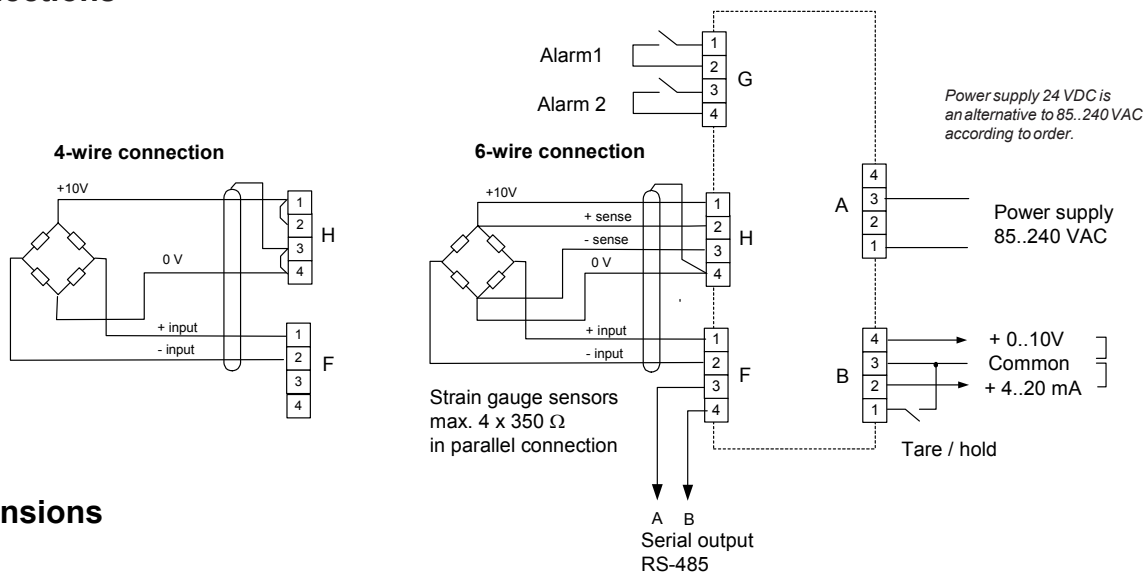 Alarm1
Alarm 2
1
2
3
4
G
Power supply 24 VDC is
an alternative to 85..240 VAC
according to order.
4-wire connection
+10V
0 V
+ input
- input
1
2
3
4
H
1
2
3
4
F
6-wire connection
+10V
+ sense
- sense
0 V
+ input
- input
1
2
3
4
H
1
2
3
4
F
Strain gauge sensors
max. 4 x 350 Ω
in parallel connection
A B
Serial output
RS-485
A
4
3
2
1
Power supply
85..240 VAC
B
4
3
2
1
+ 0..10V
Common
+ 4..20 mA
Tare / hold
nsions